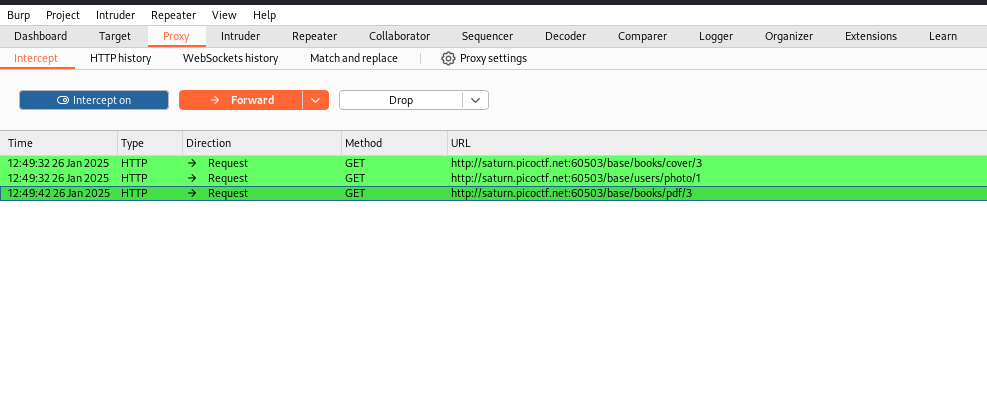 Burp Project Intruder Repeater View Help
Dashboard Target Proxy Intruder Repeater Collaborator Sequencer Decoder Comparer Logger Organizer Extensions Learn
Intercept HTTP history WebSockets history Match and replace Proxy settings
Intercept on → Forward Drop
Time Type Direction Method URL
12:49:32 26 Jan 2025 HTTP → Request GET http://saturn.picoctf.net:60503/base/books/cover/3
12:49:32 26 Jan 2025 HTTP → Request GET http://saturn.picoctf.net:60503/base/users/photo/1
12:49:42 26 Jan 2025 HTTP → Request GET http://saturn.picoctf.net:60503/base/books/pdf/3